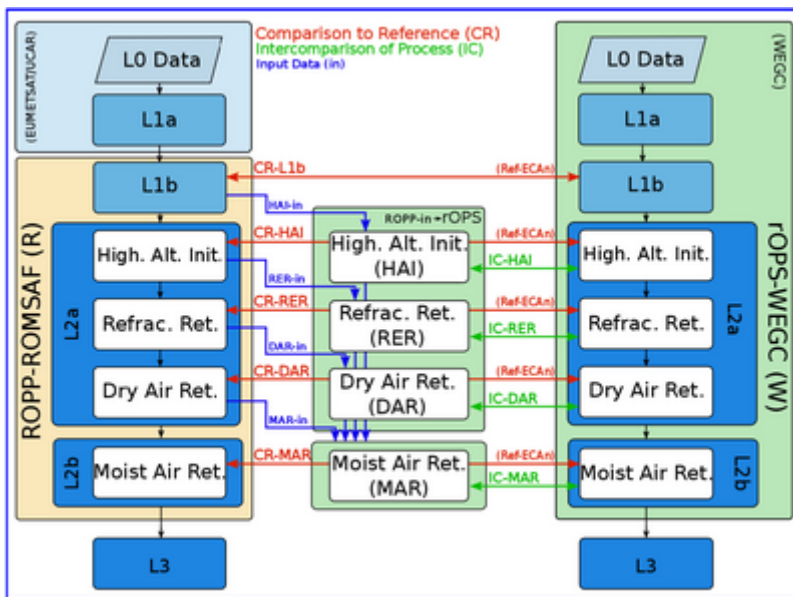 Comparison to Reference (CR)
Intercomparison of Process (IC)
Input Data (in)
(EUMETSAT/UCAR)
L0 Data
L1a
ROPP-ROMSAF (R)
L1b
L2a
High. Alt. Init.
Refrac. Ret.
Dry Air Ret.
L2b
Moist Air Ret.
L3
CR-L1b
(Ref-ECAn)
HAI-in
ROPP-in→rOPS
CR-HAI
High. Alt. Init.
(HAI)
(Ref-ECAn)
IC-HAI
RER-in
CR-RER
Refrac. Ret.
(RER)
(Ref-ECAn)
IC-RER
DAR-in
CR-DAR
Dry Air Ret.
(DAR)
(Ref-ECAn)
IC-DAR
MAR-in
CR-MAR
Moist Air Ret.
(MAR)
(Ref-ECAn)
IC-MAR
(WEGC)
L0 Data
L1a
L1b
rOPS-WEGC (W)
High. Alt. Init.
L2a
Refrac. Ret.
Dry Air Ret.
Moist Air Ret.
L2b
L3